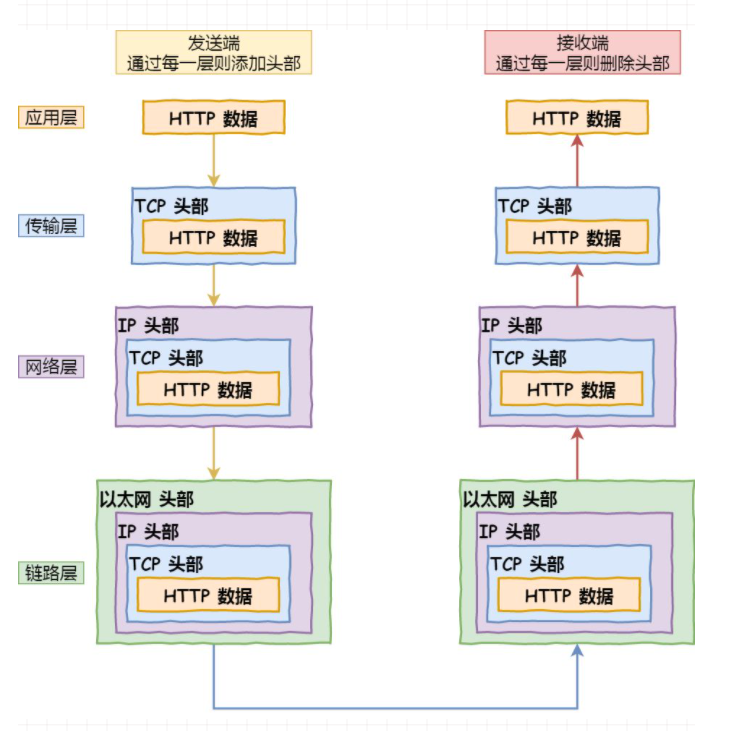 发送端
通过每一层则添加头部
接收端
通过每一层则删除头部
应用层
HTTP 数据
HTTP 数据
传输层
TCP 头部
HTTP 数据
TCP 头部
HTTP 数据
网络层
IP 头部
TCP 头部
HTTP 数据
IP 头部
TCP 头部
HTTP 数据
链路层
以太网 头部
IP 头部
TCP 头部
HTTP 数据
以太网 头部
IP 头部
TCP 头部
HTTP 数据